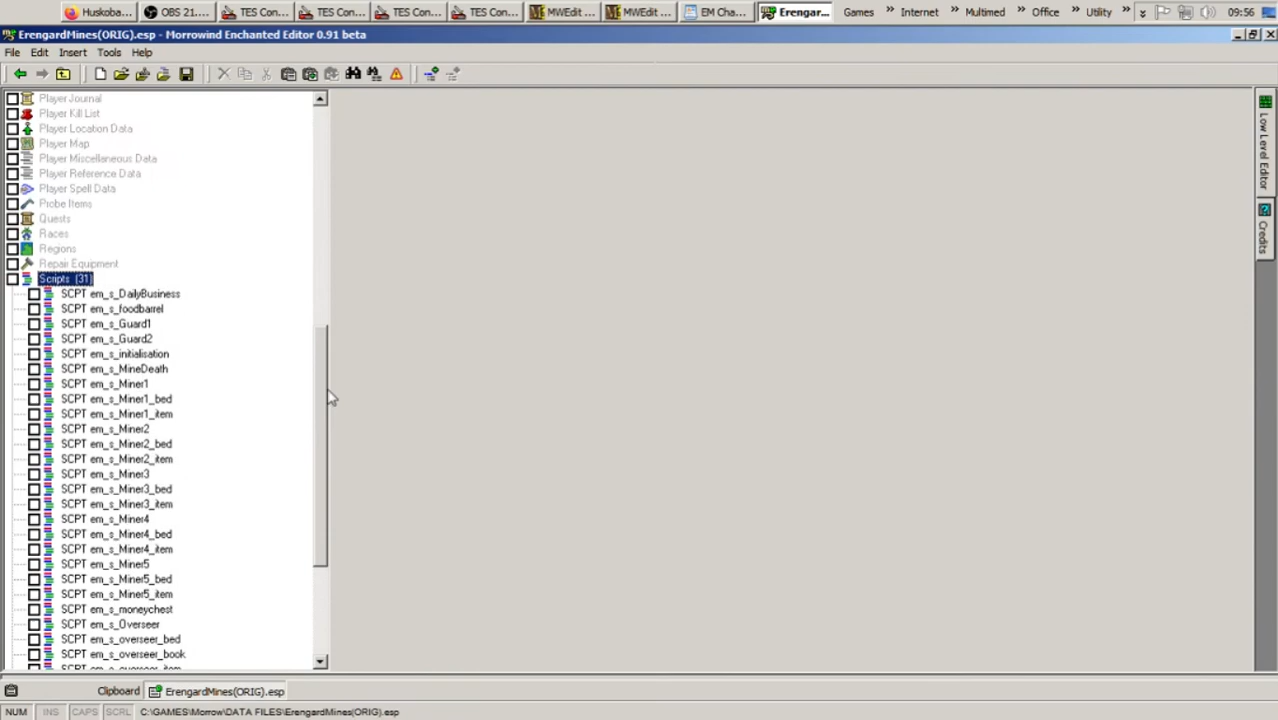 Huskoba...
OBS 21....
TES Con...
TES Con...
TES Con...
TES Con...
MWEdit ...
MWEdit ...
EM Cha...
Erengar...
Games
»
Internet
»
Multimed
»
Office
»
Utility
»
09:56
ErengardMines(ORIG).esp - Morrowind Enchanted Editor 0.91 beta
File Edit Insert Tools Help
Player Journal
Player Kill List
Player Location Data
Player Map
Player Miscellaneous Data
Player Reference Data
Player Spell Data
Probe Items
Quests
Races
Regions
Repair Equipment
Scripts (31)
SCPT em_s_DailyBusiness
SCPT em_s_foodbarrel
SCPT em_s_Guard1
SCPT em_s_Guard2
SCPT em_s_initialisation
SCPT em_s_MineDeath
SCPT em_s_Miner1
SCPT em_s_Miner1_bed
SCPT em_s_Miner1_item
SCPT em_s_Miner2
SCPT em_s_Miner2_bed
SCPT em_s_Miner2_item
SCPT em_s_Miner3
SCPT em_s_Miner3_bed
SCPT em_s_Miner3_item
SCPT em_s_Miner4
SCPT em_s_Miner4_bed
SCPT em_s_Miner4_item
SCPT em_s_Miner5
SCPT em_s_Miner5_bed
SCPT em_s_Miner5_item
SCPT em_s_moneychest
SCPT em_s_Overseer
SCPT em_s_overseer_bed
SCPT em_s_overseer_book
SCPT em_s_overseer_item
Low Level Editor
Credits
Clipboard
ErengardMines(ORIG).esp
NUM INS CAPS SCRL C:\GAMES\Morrow\DATA FILES\ErengardMines(ORIG).esp